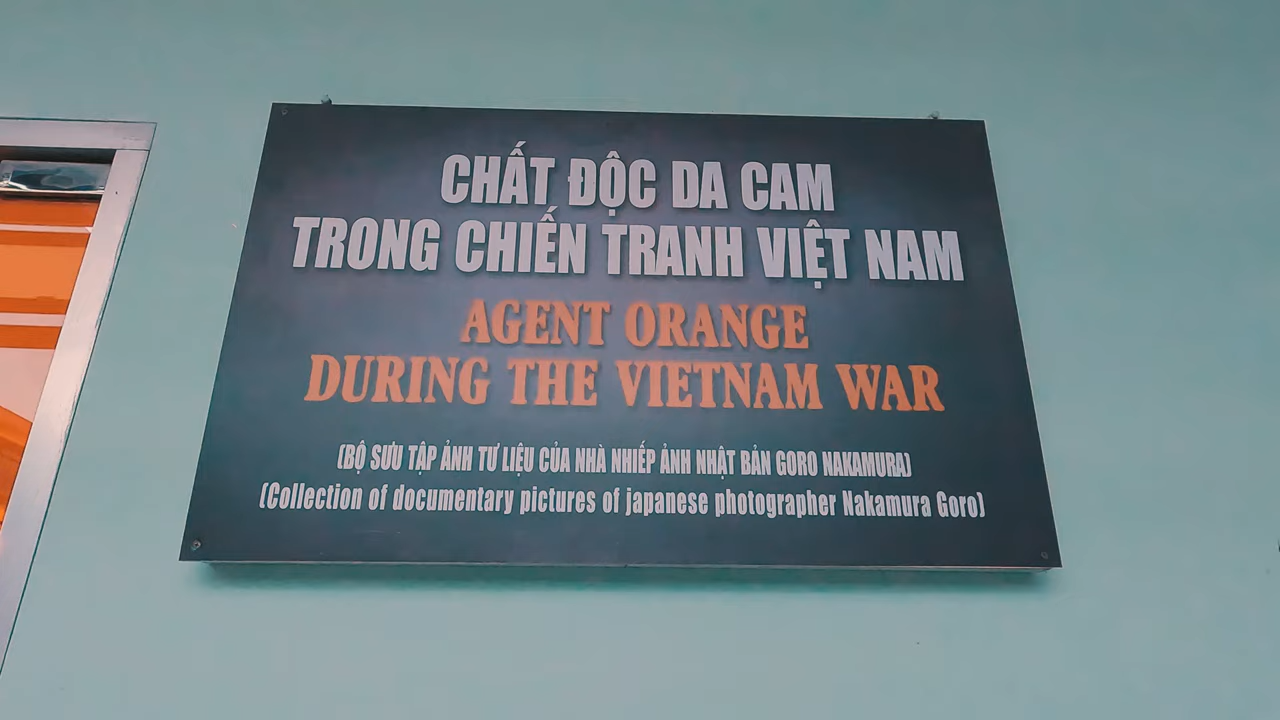 CHẤT ĐỘC DA CAM
TRONG CHIẾN TRANH VIỆT NAM
AGENT ORANGE
DURING THE VIETNAM WAR
(BỘ SƯU TẬP ẢNH TƯ LIỆU CỦA NHÀ NHIẾP ẢNH NHẬT BẢN GORO NAKAMURA)
(Collection of documentary pictures of japanese photographer Nakamura Goro)